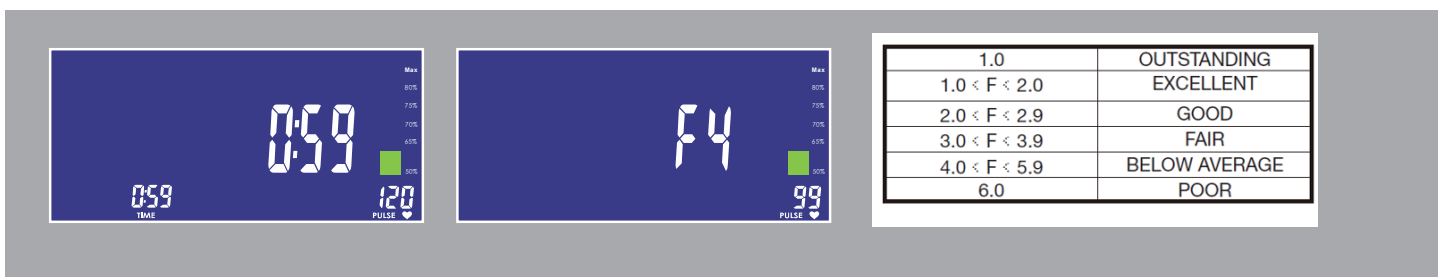 Max
80%
75%
70%
65%
50%
0:59
0:59
TIME
120
PULSE
Max
80%
75%
70%
65%
50%
F4
99
PULSE
1.0 OUTSTANDING
1.0 < F < 2.0 EXCELLENT
2.0 < F < 2.9 GOOD
3.0 < F < 3.9 FAIR
4.0 < F < 5.9 BELOW AVERAGE
6.0 POOR